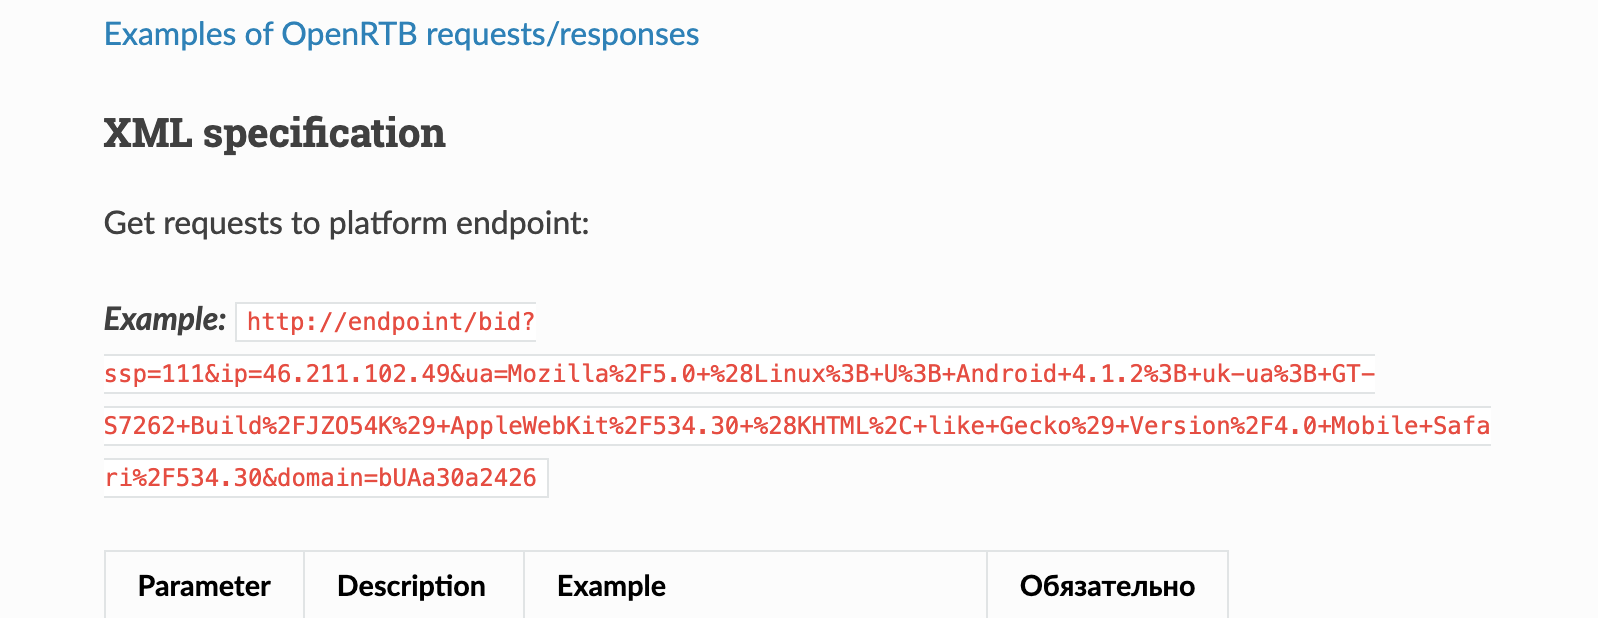 Examples of OpenRTB requests/responses
XML specification
Get requests to platform endpoint:
Example: http://endpoint/bid?
ssp=111&ip=46.211.102.49&ua=Mozilla%2F5.0+%28Linux%3B+U%3B+Android+4.1.2%3B+uk-ua%3B+GT-
S7262+Build%2FJZO54K%29+AppleWebKit%2F534.30+%28KHTML%2C+like+Gecko%29+Version%2F4.0+Mobile+Safa
ri%2F534.30&domain=bUAa30a2426
Parameter Description Example Обязательно